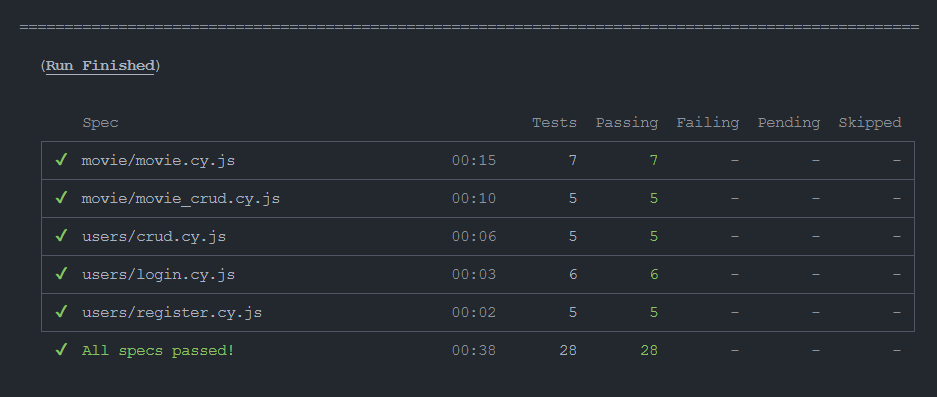 ====================================================================================================
(Run Finished)
Spec Tests Passing Failing Pending Skipped
✓ movie/movie.cy.js 00:15 7 7 - - -
✓ movie/movie_crud.cy.js 00:10 5 5 - - -
✓ users/crud.cy.js 00:06 5 5 - - -
✓ users/login.cy.js 00:03 6 6 - - -
✓ users/register.cy.js 00:02 5 5 - - -
✓ All specs passed! 00:38 28 28 - - -